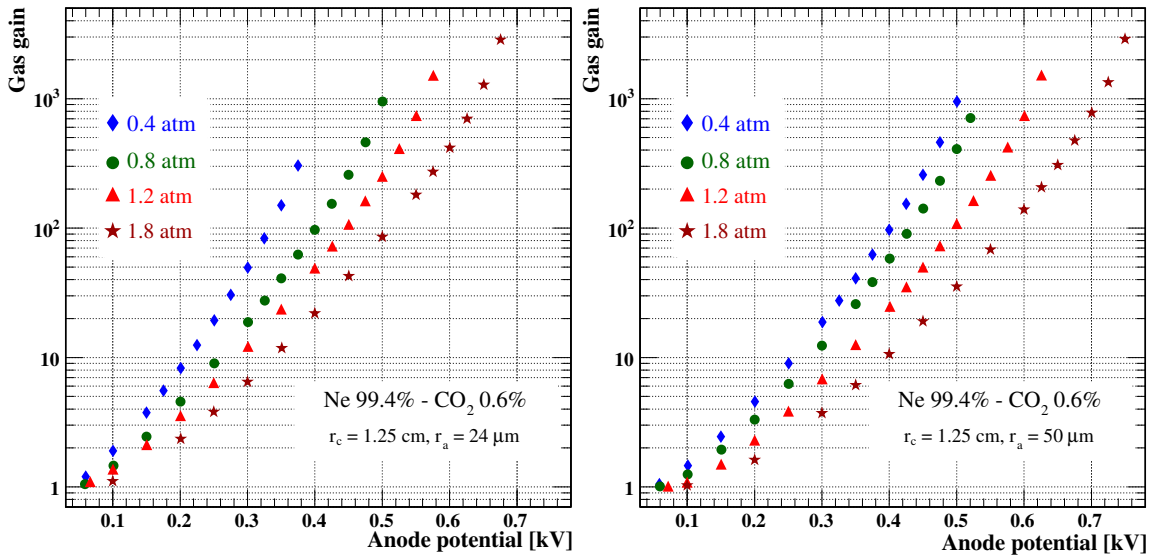 Gas gain
10³
10²
10
1
0.4 atm
0.8 atm
1.2 atm
1.8 atm
Ne 99.4% - CO₂ 0.6%
r_c = 1.25 cm, r_a = 24 μm
0.1 0.2 0.3 0.4 0.5 0.6 0.7
Anode potential [kV]
Gas gain
10³
10²
10
1
0.4 atm
0.8 atm
1.2 atm
1.8 atm
Ne 99.4% - CO₂ 0.6%
r_c = 1.25 cm, r_a = 50 μm
0.1 0.2 0.3 0.4 0.5 0.6 0.7
Anode potential [kV]